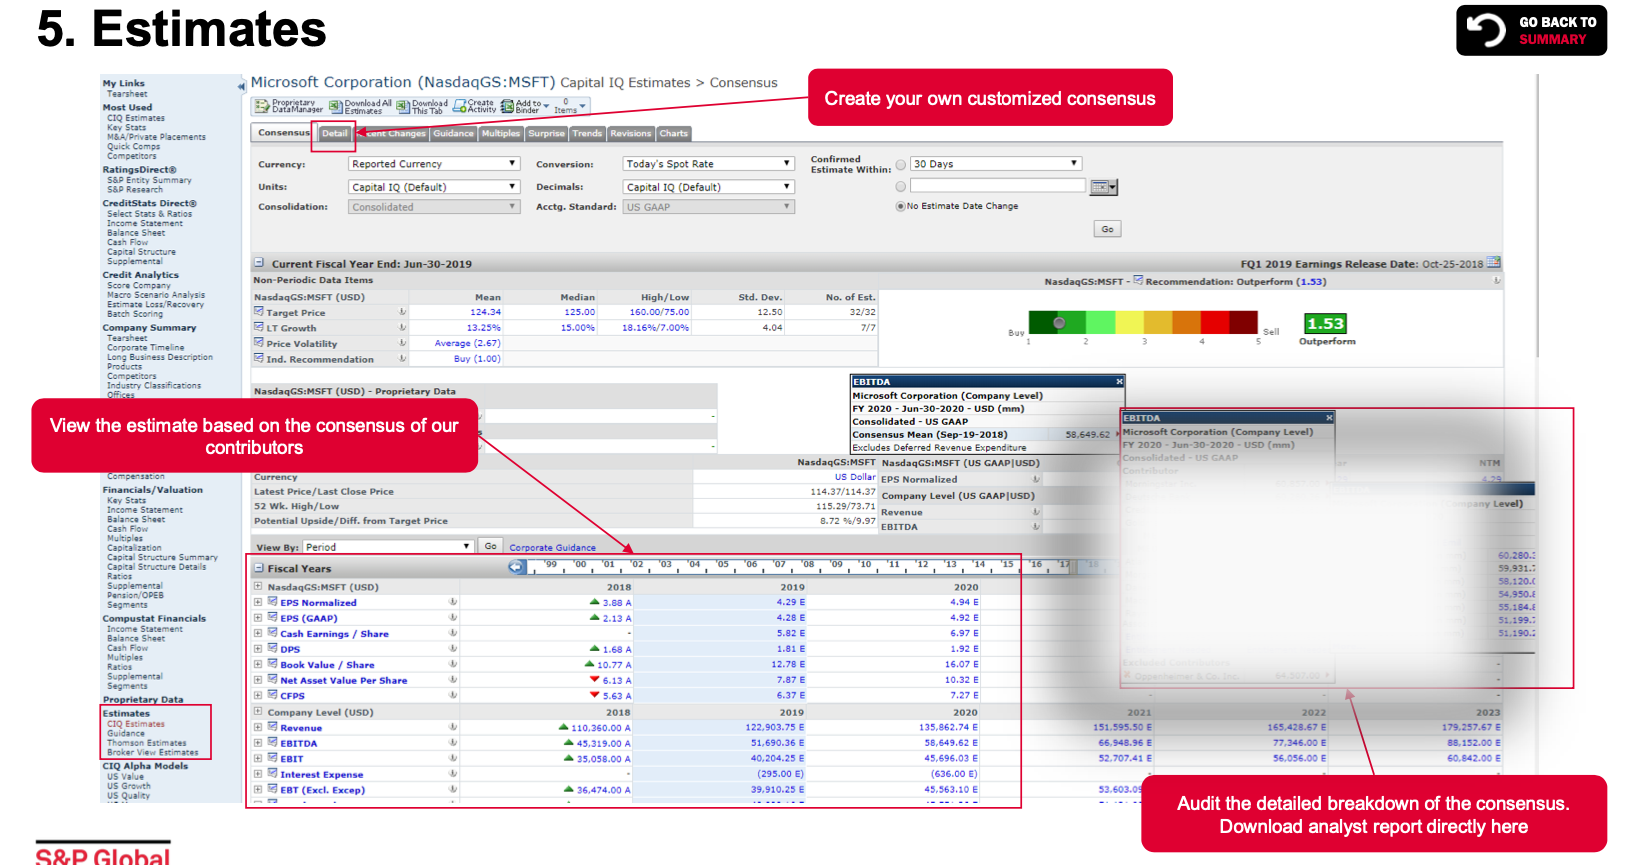 5. Estimates
GO BACK TO
SUMMARY
My Links
Tearsheet
Most Used
CIQ Estimates
Key Stats
M&A/Private Placements
Quick Comps
Competitors
RatingsDirect®
S&P Entity Summary
S&P Research
CreditStats Direct®
Select Stats & Ratios
Income Statement
Balance Sheet
Cash Flow
Capital Structure
Supplemental
Credit Analytics
Score Company
Macro Scenario Analysis
Estimate Loss/Recovery
Batch Scoring
Company Summary
Tearsheet
Corporate Timeline
Long Business Description
Products
Competitors
Industry Classifications
Offices
Compensation
Financials/Valuation
Key Stats
Income Statement
Balance Sheet
Cash Flow
Multiples
Capitalization
Capital Structure Summary
Capital Structure Details
Ratios
Supplemental
Pension/OPEB
Segments
Compustat Financials
Income Statement
Balance Sheet
Cash Flow
Multiples
Ratios
Supplemental
Segments
Proprietary Data
Estimates
CIQ Estimates
Guidance
Thomson Estimates
Broker View Estimates
CIQ Alpha Models
US Value
US Growth
US Quality
Microsoft Corporation (NasdaqGS:MSFT) Capital IQ Estimates > Consensus
Proprietary DataManager Download All Estimates Download This Tab Create Activity Add to Binder 0 Items
Create your own customized consensus
Consensus Detail Changes Guidance Multiples Surprise Trends Revisions Charts
Currency: Reported Currency Conversion: Today's Spot Rate Confirmed Estimate Within: 30 Days
Units: Capital IQ (Default) Decimals: Capital IQ (Default)
Consolidation: Consolidated Acctg. Standard: US GAAP No Estimate Date Change
Go
Current Fiscal Year End: Jun-30-2019 FQ1 2019 Earnings Release Date: Oct-25-2018
Non-Periodic Data Items NasdaqGS:MSFT - Recommendation: Outperform (1.53)
NasdaqGS:MSFT (USD) Mean Median High/Low Std. Dev. No. of Est.
Target Price 124.34 125.00 160.00/75.00 12.50 32/32
LT Growth 13.25% 15.00% 18.16%/7.00% 4.04 7/7
Price Volatility Average (2.67)
Ind. Recommendation Buy (1.00)
Buy Sell 1.53
1 2 3 4 5 Outperform
NasdaqGS:MSFT (USD) - Proprietary Data
View the estimate based on the consensus of our
contributors
EBITDA
Microsoft Corporation (Company Level)
FY 2020 - Jun-30-2020 - USD (mm)
Consolidated - US GAAP
Consensus Mean (Sep-19-2018) 58,649.62
Excludes Deferred Revenue Expenditure
EBITDA
Microsoft Corporation (Company Level)
FY 2020 - Jun-30-2020 - USD (mm)
Consolidated - US GAAP
Contributor
NTM
4.29
Level)
59,931.
Excluded Contributors
Oppenheimer & Co. Inc. 64,507.00
NasdaqGS:MSFT NasdaqGS:MSFT (US GAAP|USD)
Currency US Dollar EPS Normalized
Latest Price/Last Close Price 114.37/114.37 Company Level (US GAAP|USD)
52 Wk. High/Low 115.29/73.71 Revenue
Potential Upside/Diff. from Target Price 8.72 %/9.97 EBITDA
View By: Period Go Corporate Guidance
Fiscal Years '99 '00 '01 '02 '03 '04 '05 '06 '07 '08 '09 '10 '11 '12 '13 '14 '15 '16 '17 '18
NasdaqGS:MSFT (USD) 2018 2019 2020
EPS Normalized 3.88 A 4.29 E 4.94 E
EPS (GAAP) 2.13 A 4.28 E 4.92 E
Cash Earnings / Share - 5.82 E 6.97 E
DPS 1.68 A 1.81 E 1.92 E
Book Value / Share 10.77 A 12.78 E 16.07 E
Net Asset Value Per Share 6.13 A 7.87 E 10.32 E
CFPS 5.63 A 6.37 E 7.27 E
Company Level (USD) 2018 2019 2020 2021 2022 2023
Revenue 110,360.00 A 122,903.75 E 135,862.74 E 151,595.50 E 165,428.67 E 179,257.67 E
EBITDA 45,319.00 A 51,690.36 E 58,649.62 E 66,948.96 E 77,346.00 E 88,152.00 E
EBIT 35,058.00 A 40,204.25 E 45,696.03 E 52,707.41 E 56,056.00 E 60,842.00 E
Interest Expense - (295.00 E) (636.00 E)
EBT (Excl. Excep) 36,474.00 A 39,910.25 E 45,563.10 E 53,603.0
Audit the detailed breakdown of the consensus.
Download analyst report directly here
S&P Global